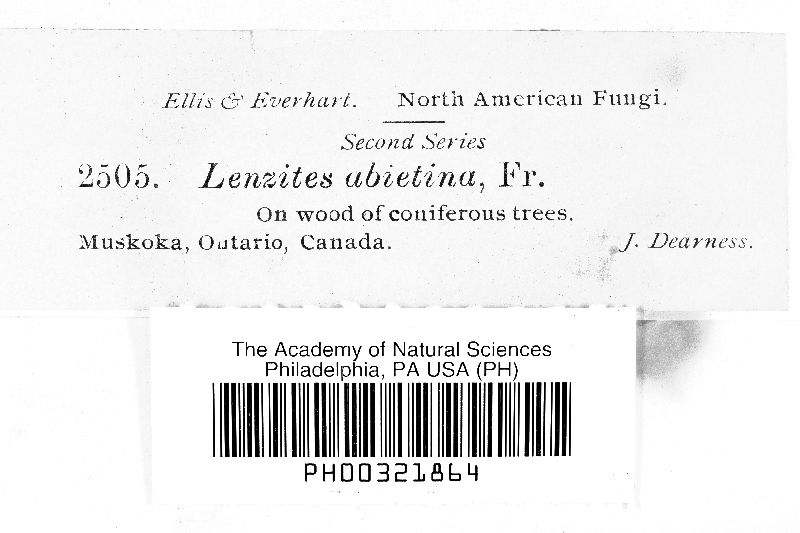 Ellis & Everhart. North American Fungi.
Second Series
2505. Lenzites abietina, Fr.
On wood of coniferous trees.
Muskoka, Ontario, Canada. J. Dearness.
The Academy of Natural Sciences
Philadelphia, PA USA (PH)
PH00321864